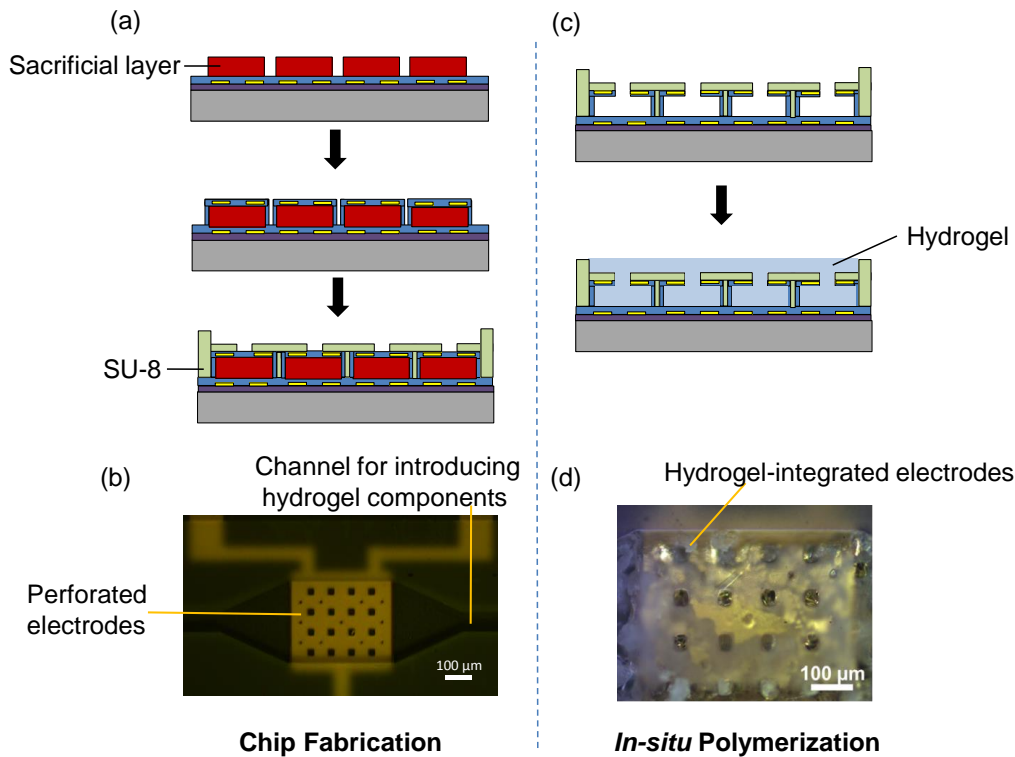 (a)
Sacrificial layer
SU-8
(b)
Channel for introducing
hydrogel components
Perforated
electrodes
100 µm
Chip Fabrication
(c)
Hydrogel
(d)
Hydrogel-integrated electrodes
100 µm
In-situ Polymerization